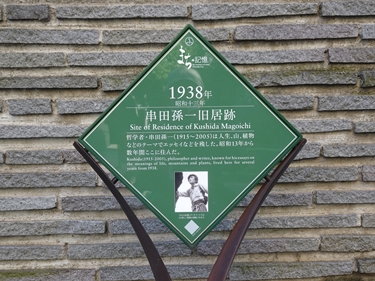 まちの記憶
1938年
昭和十三年
串田孫一旧居跡
Site of Residence of Kushida Magoichi
哲学者・串田孫一(1915〜2005)は人生、山、植物
などのテーマでエッセイなどを残した。昭和13年から
数年間ここに住んだ。
Kushida (1915-2005), philosopher and writer, known for his essays on
the meanings of life, mountains and plants, lived here for several
years from 1938.